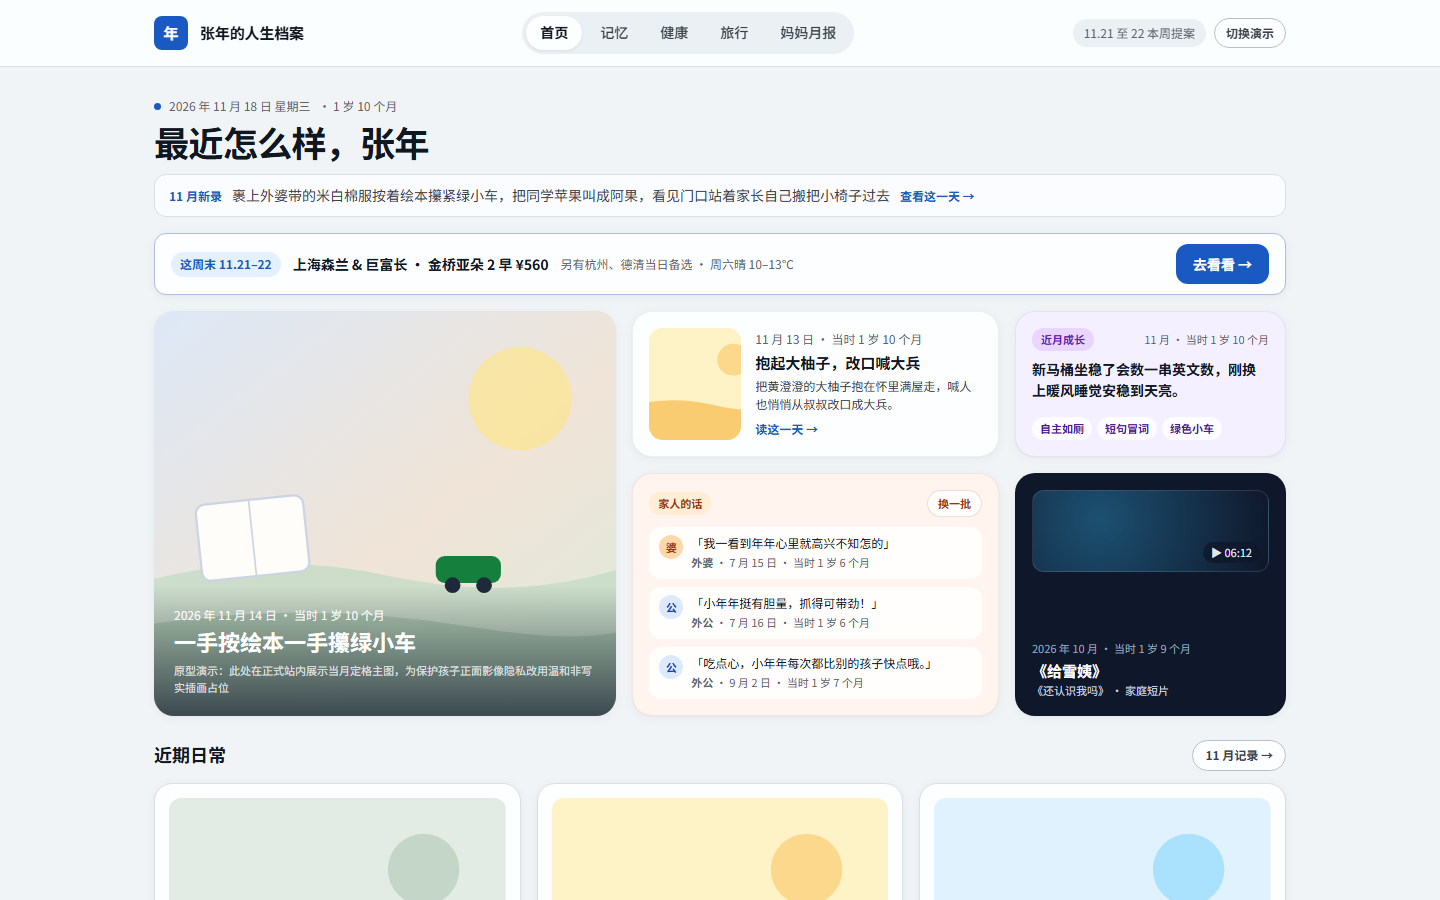 年 张年的人生档案
首页 记忆 健康 旅行 妈妈月报
11.21 至 22 本周提案 切换演示
2026 年 11 月 18 日 星期三 · 1 岁 10 个月
最近怎么样，张年
11 月新录 裹上外婆带的米白棉服按着绘本攥紧绿小车，把同学苹果叫成阿果，看见门口站着家长自己搬把小椅子过去 查看这一天 →
这周末 11.21–22 上海森兰 & 巨富长 · 金桥亚朵 2 早 ¥560 另有杭州、德清当日备选 · 周六晴 10–13°C 去看看 →
2026 年 11 月 14 日 · 当时 1 岁 10 个月
一手按绘本一手攥绿小车
原型演示：此处在正式站内展示当月定格主图，为保护孩子正面影像隐私改用温和非写
实插画占位
11 月 13 日 · 当时 1 岁 10 个月
抱起大柚子，改口喊大兵
把黄澄澄的大柚子抱在怀里满屋走，喊人
也悄悄从叔叔改口成大兵。
读这一天 →
近月成长 11 月 · 当时 1 岁 10 个月
新马桶坐稳了会数一串英文数，刚换
上暖风睡觉安稳到天亮。
自主如厕 短句冒词 绿色小车
家人的话 换一批
婆 「我一看到年年心里就高兴不知怎的」
外婆 · 7 月 15 日 · 当时 1 岁 6 个月
公 「小年年挺有胆量，抓得可带劲！」
外公 · 7 月 16 日 · 当时 1 岁 6 个月
公 「吃点心，小年年每次都比别的孩子快点哦。」
外公 · 9 月 2 日 · 当时 1 岁 7 个月
▶ 06:12
2026 年 10 月 · 当时 1 岁 9 个月
《给雪姨》
《还认识我吗》 · 家庭短片
近期日常
11 月记录 →